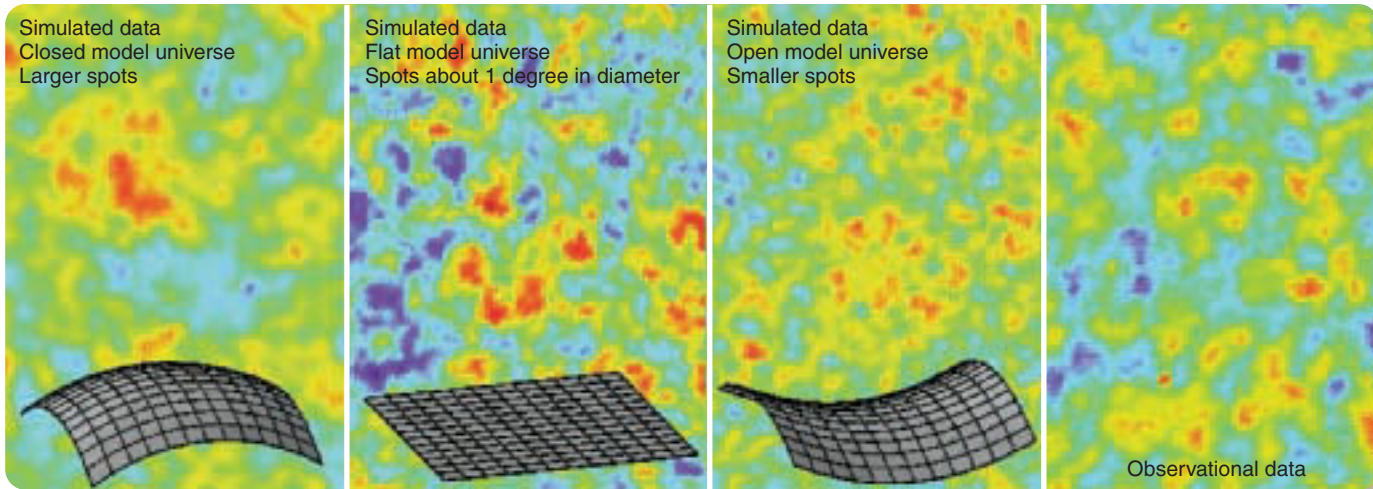 Simulated data
Closed model universe
Larger spots
Simulated data
Flat model universe
Spots about 1 degree in diameter
Simulated data
Open model universe
Smaller spots
Observational data